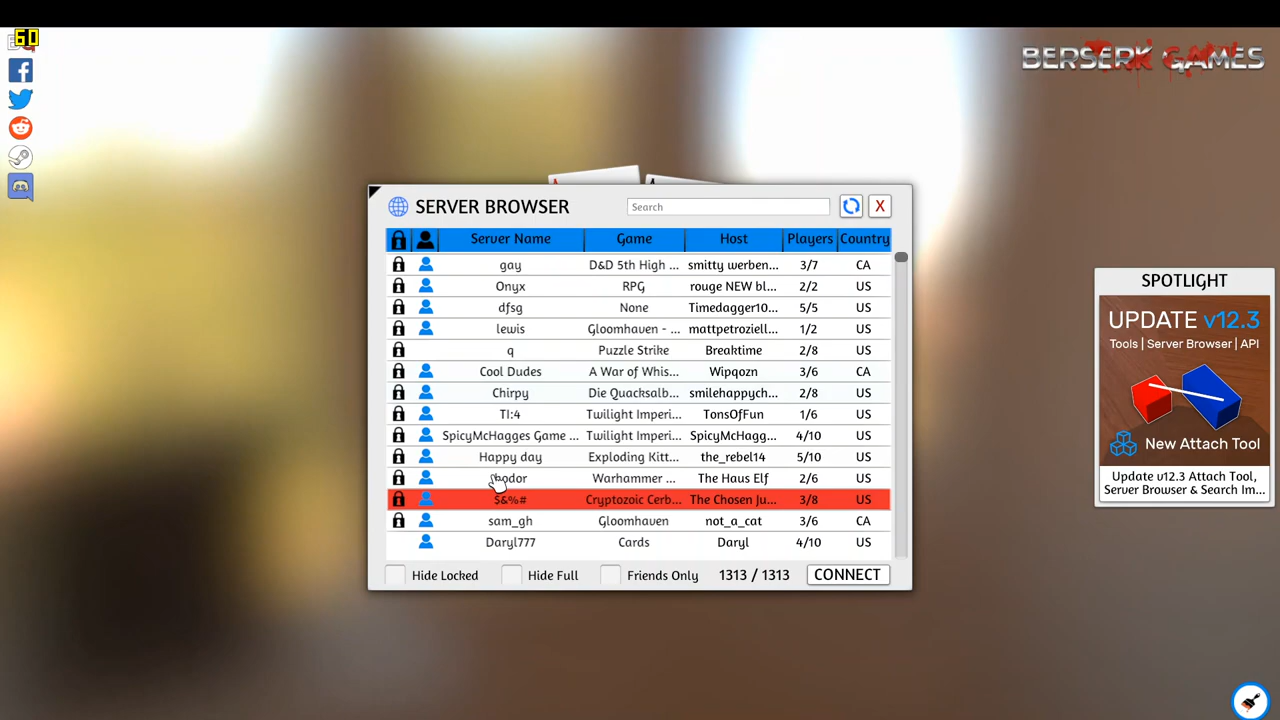 60
BERSERK GAMES
SERVER BROWSER
Search
X
Server Name Game Host Players Country
gay D&D 5th High ... smitty werben... 3/7 CA
Onyx RPG rouge NEW bl... 2/2 US
dfsg None Timedagger10... 5/5 US
lewis Gloomhaven - ... mattpetroziell... 1/2 US
q Puzzle Strike Breaktime 2/8 US
Cool Dudes A War of Whis... Wipqozn 3/6 CA
Chirpy Die Quacksalb... smilehappych... 2/8 US
TI:4 Twilight Imperi... TonsOfFun 1/6 US
SpicyMcHagges Game ... Twilight Imperi... SpicyMcHagg... 4/10 US
Happy day Exploding Kitt... the_rebel14 5/10 US
Warhammer ... The Haus Elf 2/6 US
$&%# Cryptozoic Cerb... The Chosen Ju... 3/8 US
sam_gh Gloomhaven not_a_cat 3/6 CA
Daryl777 Cards Daryl 4/10 US
Hide Locked Hide Full Friends Only 1313 / 1313 CONNECT
SPOTLIGHT
UPDATE v12.3
Tools | Server Browser | API
New Attach Tool
Update v12.3 Attach Tool,
Server Browser & Search Im...